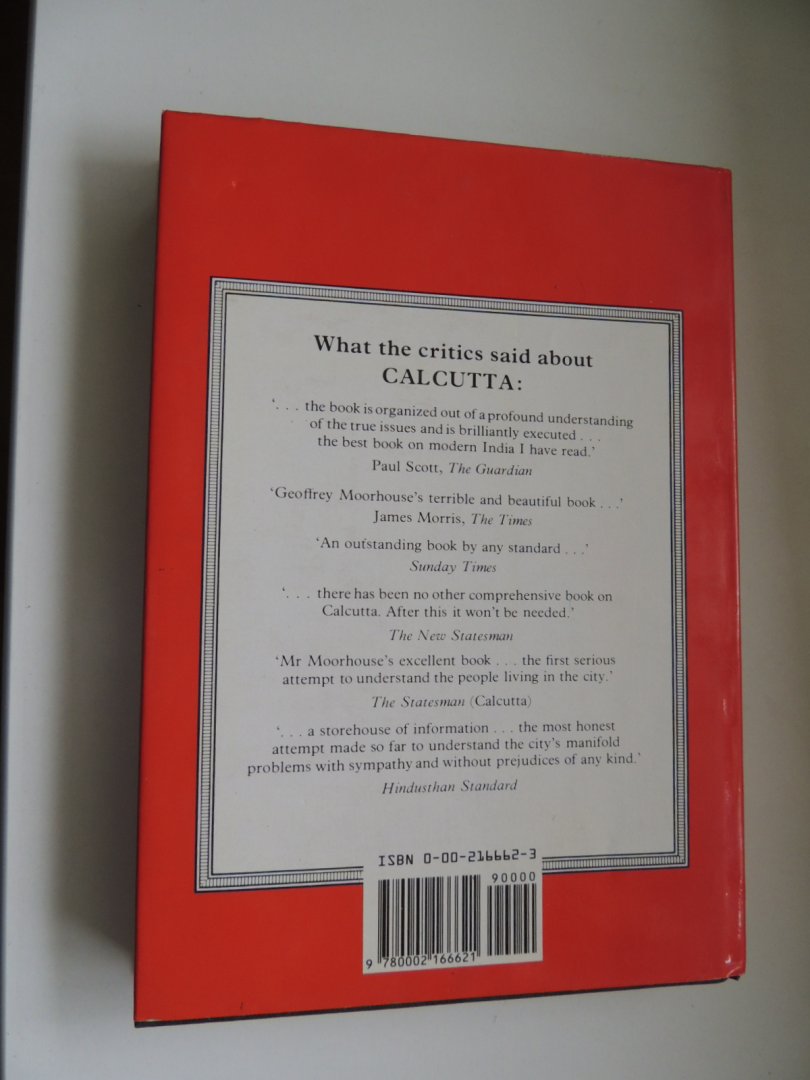 What the critics said about
CALCUTTA:
‘. . . the book is organized out of a profound understanding
of the true issues and is brilliantly executed . . .
the best book on modern India I have read.’
Paul Scott, The Guardian
‘Geoffrey Moorhouse’s terrible and beautiful book . . .’
James Morris, The Times
‘An outstanding book by any standard . . .’
Sunday Times
‘. . . there has been no other comprehensive book on
Calcutta. After this it won’t be needed.’
The New Statesman
‘Mr Moorhouse’s excellent book . . . the first serious
attempt to understand the people living in the city.’
The Statesman (Calcutta)
‘. . . a storehouse of information . . . the most honest
attempt made so far to understand the city’s manifold
problems with sympathy and without prejudices of any kind.’
Hindusthan Standard
ISBN 0-00-216662-3
90000
9 780002 166621